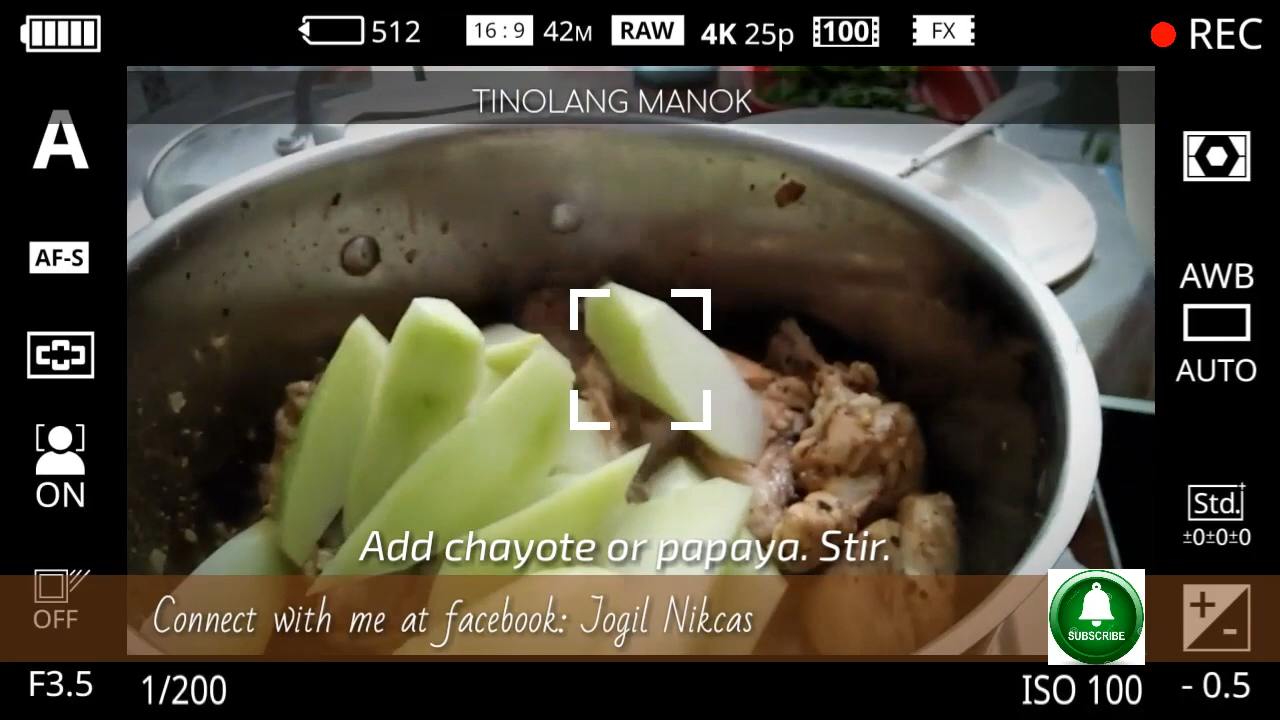 512
16 : 9
42M
RAW
4K 25p
100
FX
REC
TINOLANG MANOK
A
AF-S
ON
OFF
AWB
AUTO
Std.+
±0±0±0
Add chayote or papaya. Stir.
Connect with me at facebook: Jogil Nikcas
SUBSCRIBE
F3.5
1/200
ISO 100
- 0.5